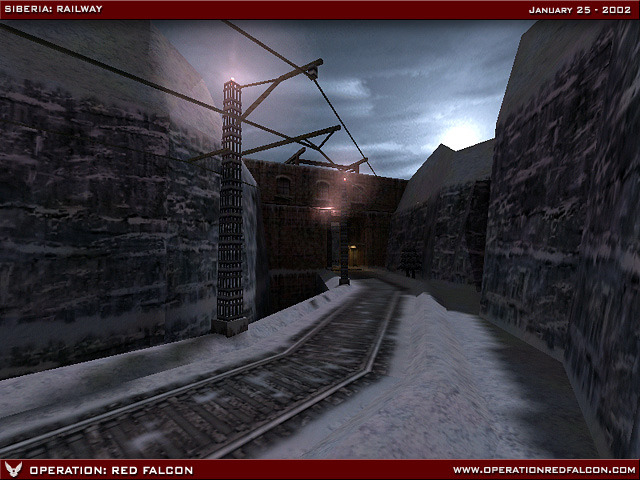 SIBERIA: RAILWAY
JANUARY 25 - 2002
OPERATION: RED FALCON
WWW.OPERATIONREDFALCON.COM